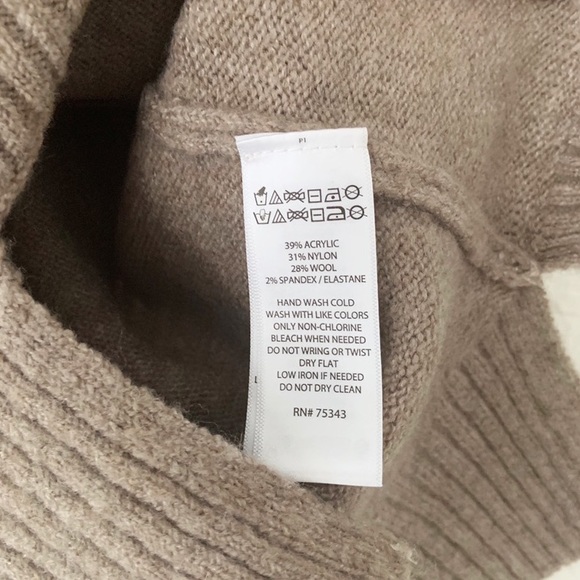 39% ACRYLIC
31% NYLON
28% WOOL
2% SPANDEX / ELASTANE
HAND WASH COLD
WASH WITH LIKE COLORS
ONLY NON-CHLORINE
BLEACH WHEN NEEDED
DO NOT WRING OR TWIST
DRY FLAT
LOW IRON IF NEEDED
DO NOT DRY CLEAN
RN# 75343